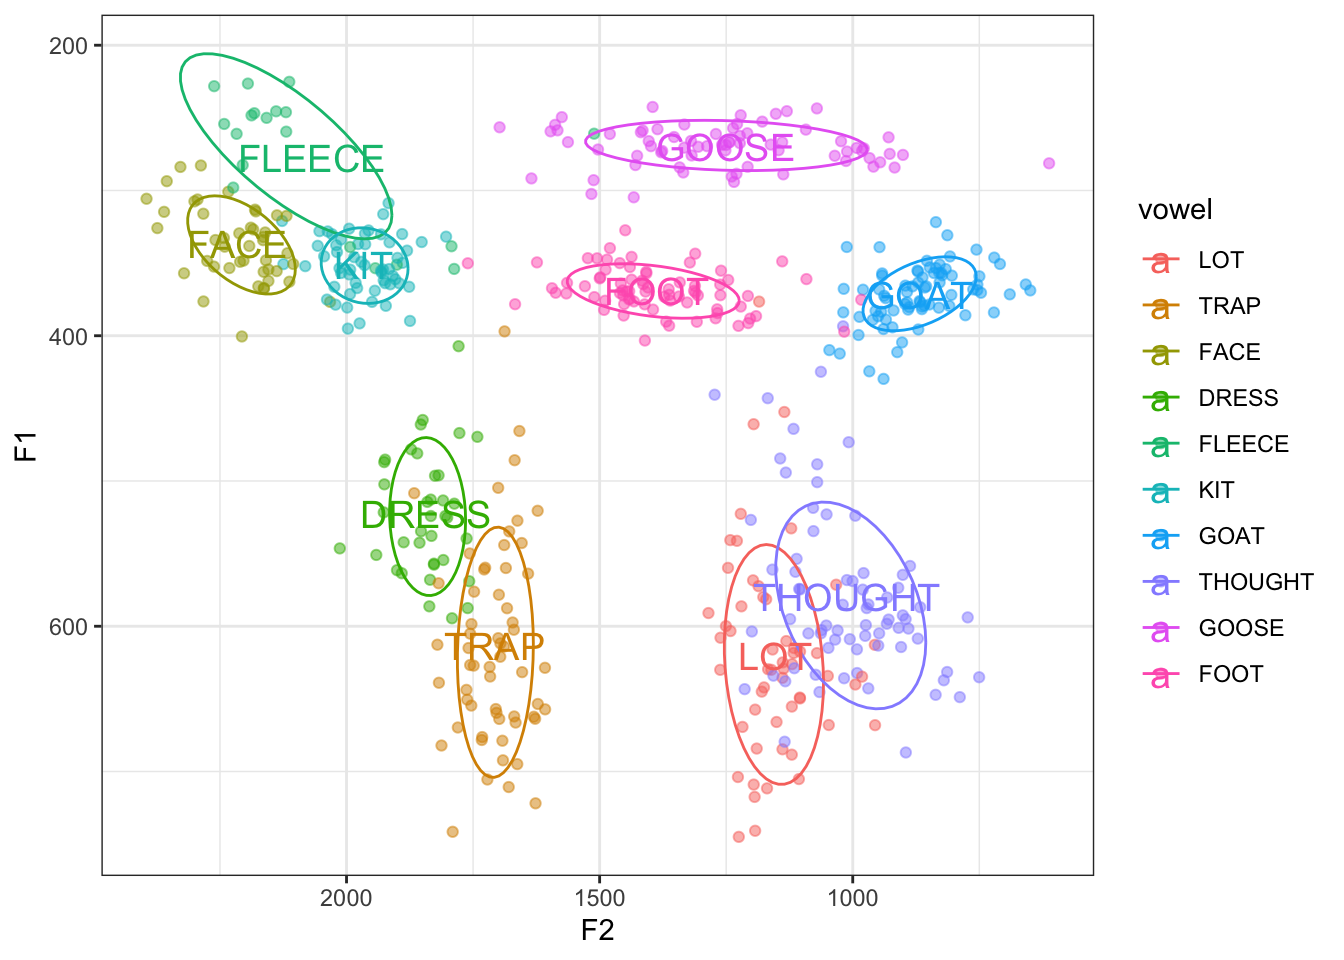 200
400
600
2000
1500
1000
F1
F2
FLEECE
FACE
KIT
GOOSE
FOOT
GOAT
DRESS
TRAP
THOUGHT
LOT
vowel
a LOT
a TRAP
a FACE
a DRESS
a FLEECE
a KIT
a GOAT
a THOUGHT
a GOOSE
a FOOT